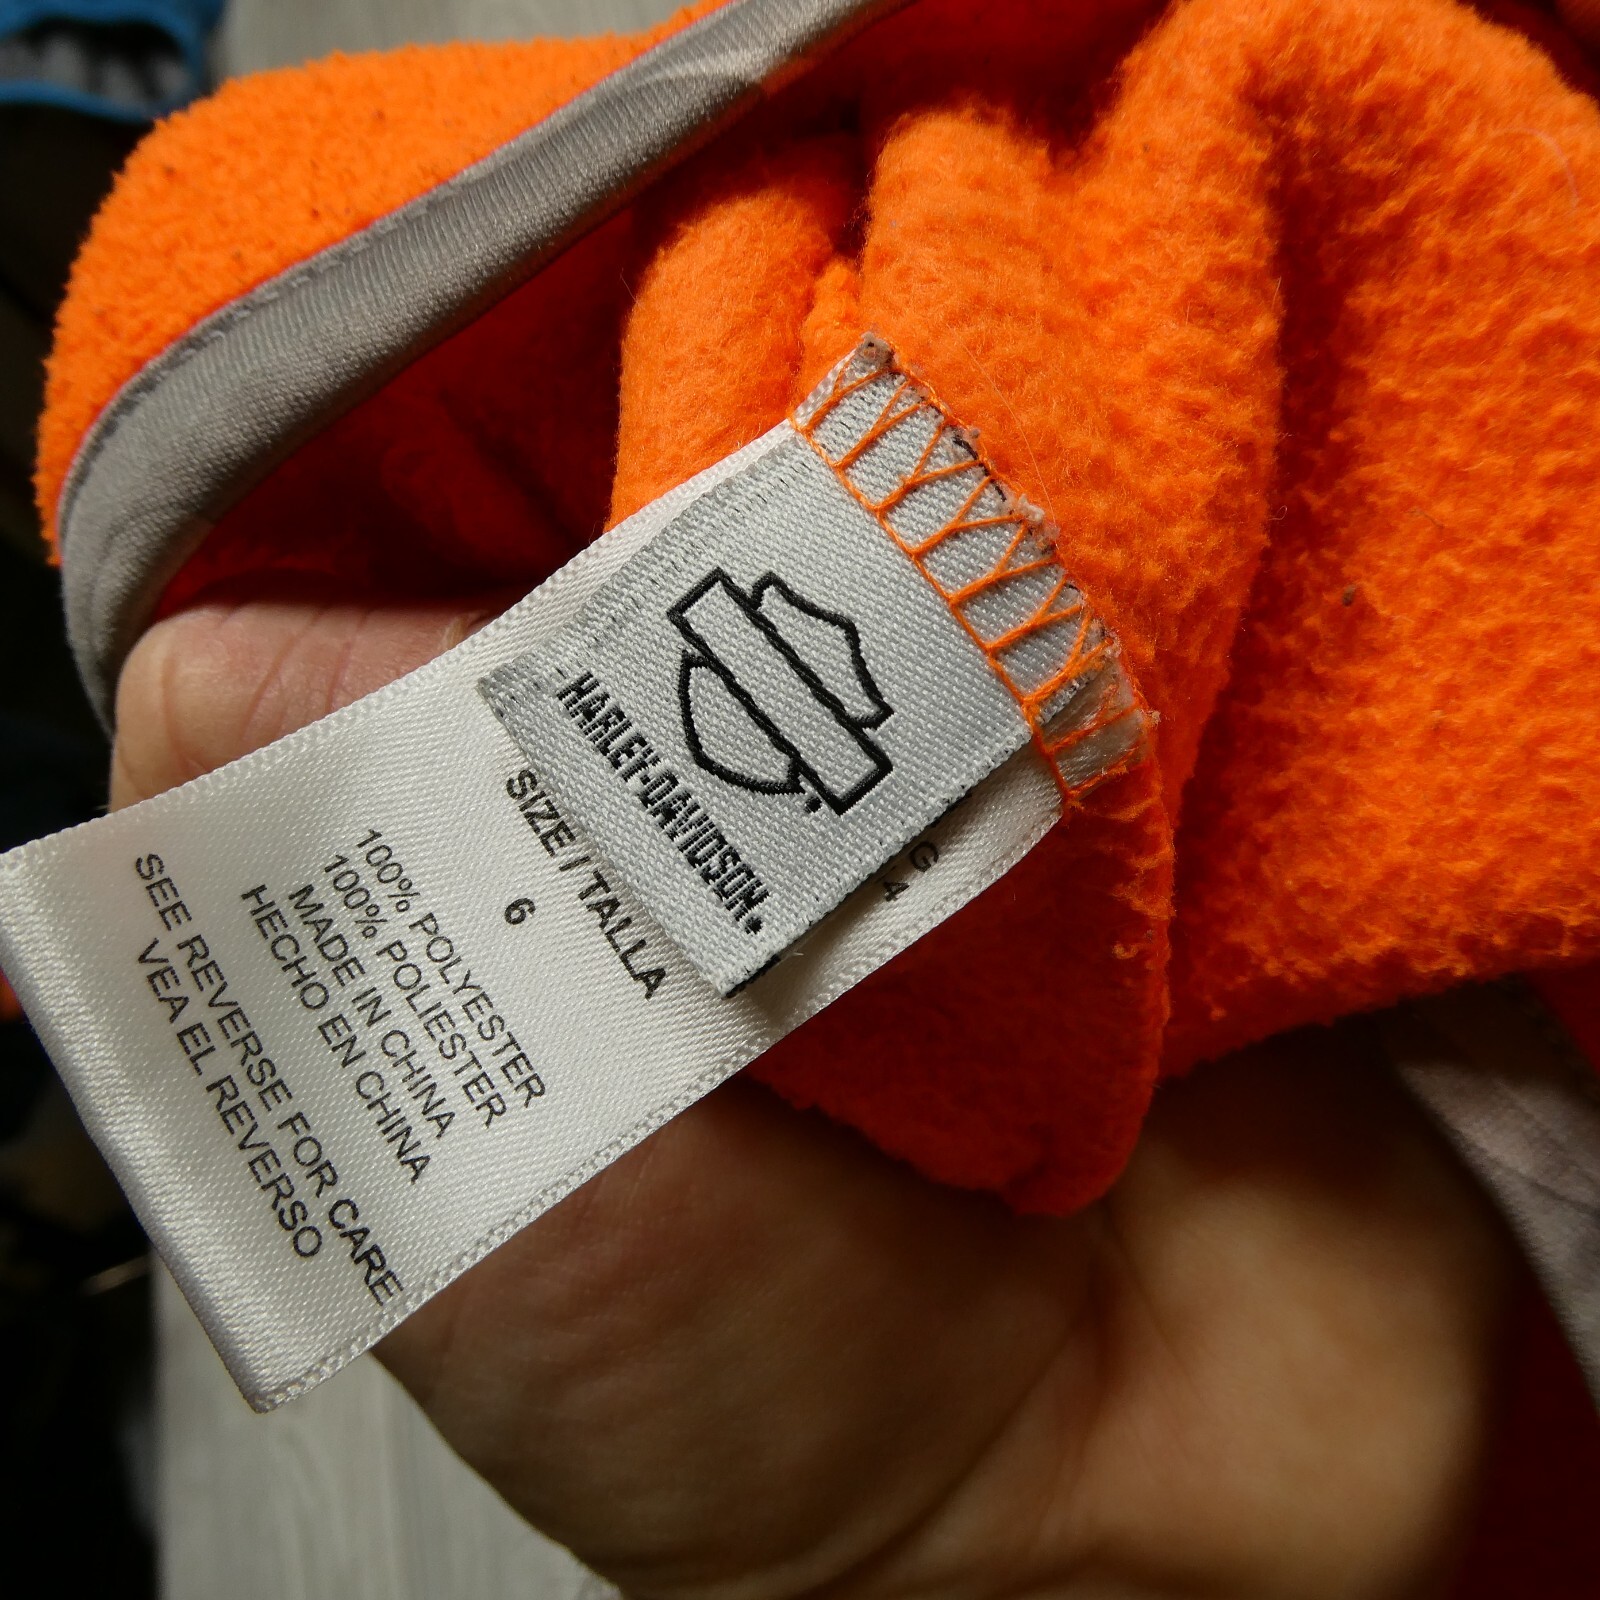 HARLEY-DAVIDSON
G
4
SIZE / TALLA
6
100% POLYESTER
100% POLIESTER
MADE IN CHINA
HECHO EN CHINA
SEE REVERSE FOR CARE
VEA EL REVERSO